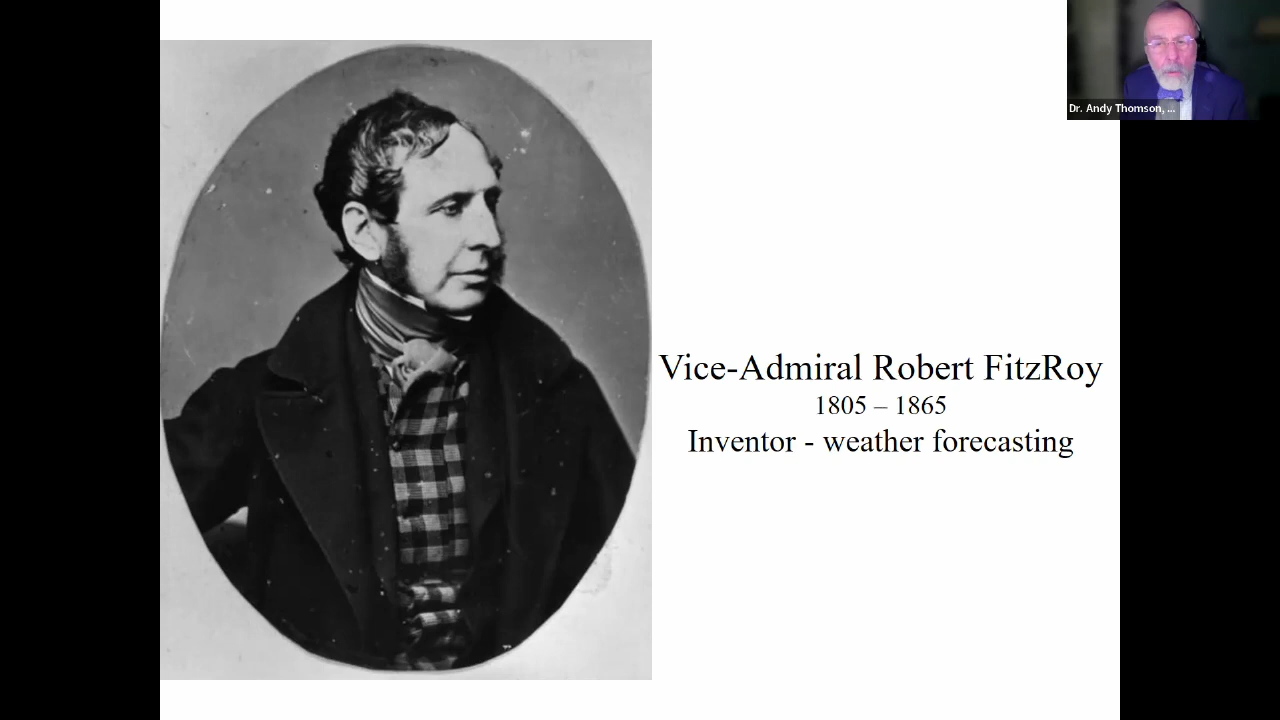 Dr. Andy Thomson, ...
Vice-Admiral Robert FitzRoy
1805 – 1865
Inventor - weather forecasting